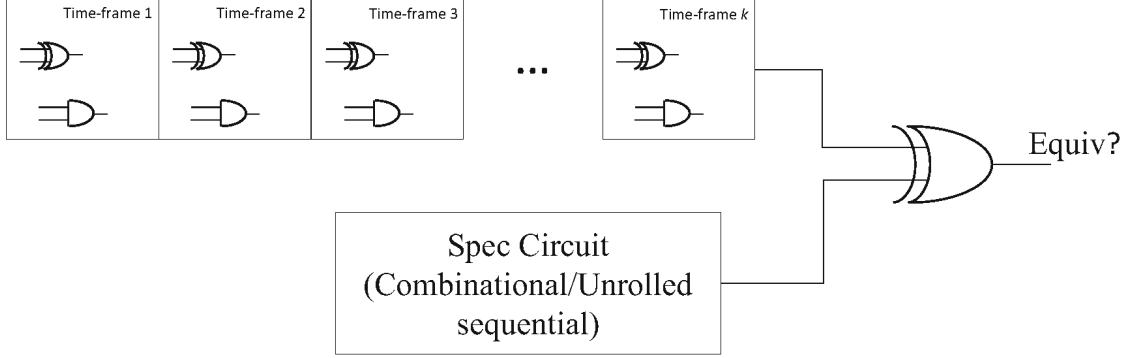 Time-frame 1
Time-frame 2
Time-frame 3
...
Time-frame k
Equiv?
Spec Circuit
(Combinational/Unrolled
sequential)